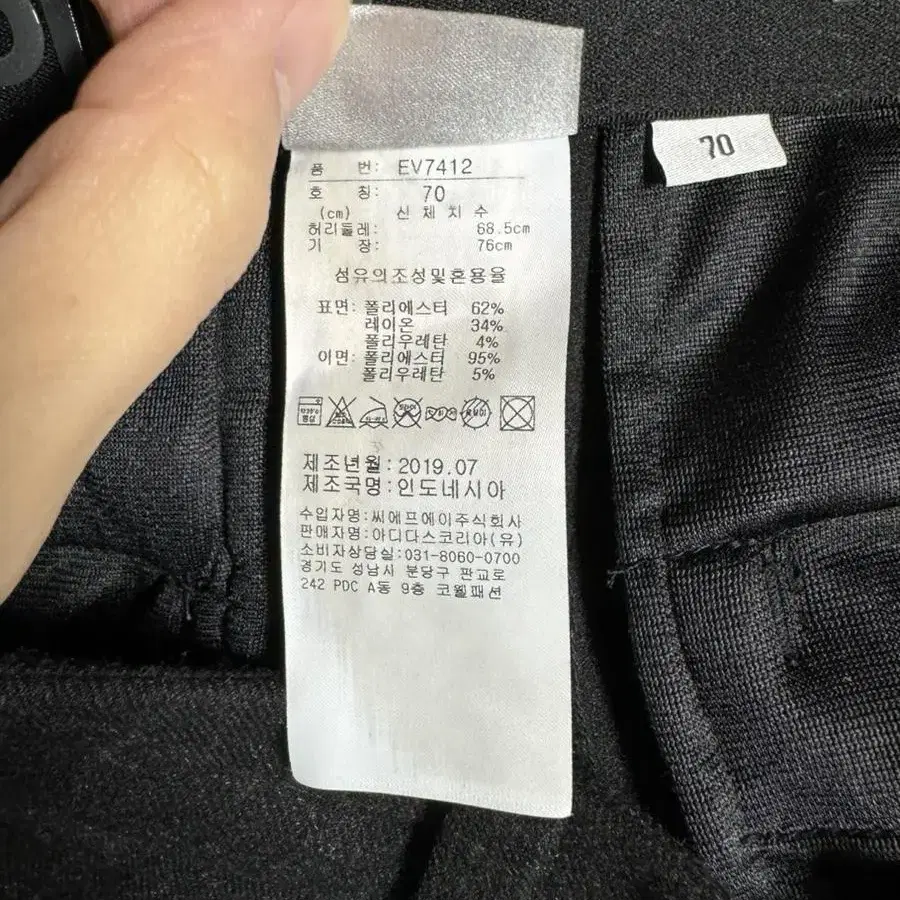 품 번: EV7412
호 칭: 70
(cm) 신 체 치 수
허리둘레: 68.5cm
기 장: 76cm
섬유의조성및혼용율
표면: 폴리에스터 62%
레이온 34%
폴리우레탄 4%
이면: 폴리에스터 95%
폴리우레탄 5%
제조년월: 2019.07
제조국명: 인도네시아
수입자명: 씨에프에이주식회사
판매자명: 아디다스코리아(유)
소비자상담실: 031-8060-0700
경기도 성남시 분당구 판교로
242 PDC A동 9층 코웰패션
70